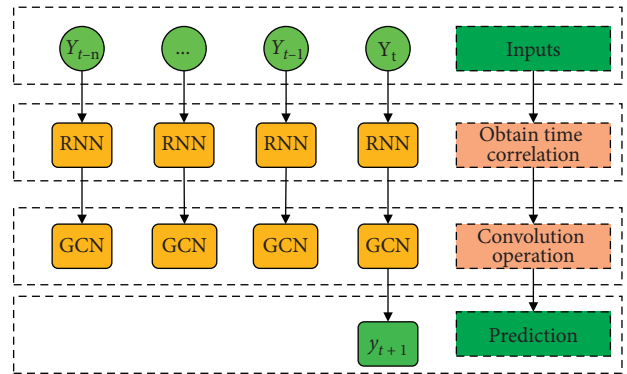 Y_{t–n} ... Y_{t–1} Y_t Inputs
RNN RNN RNN RNN Obtain time
correlation
GCN GCN GCN GCN Convolution
operation
y_{t+1} Prediction